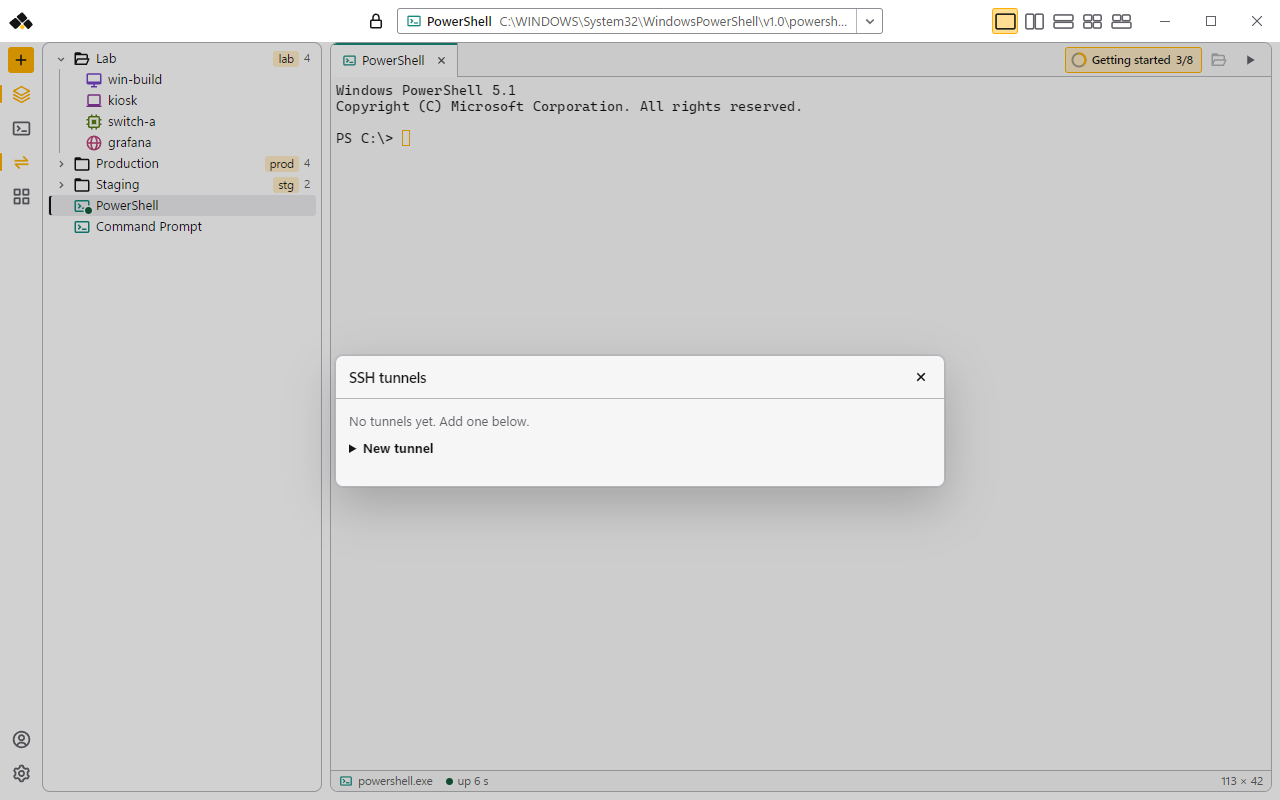 PowerShell C:\WINDOWS\System32\WindowsPowerShell\v1.0\powersh...
Lab lab 4
win-build
kiosk
switch-a
grafana
Production prod 4
Staging stg 2
PowerShell
Command Prompt
PowerShell
Getting started 3/8
Windows PowerShell 5.1
Copyright (C) Microsoft Corporation. All rights reserved.
PS C:\>
SSH tunnels
No tunnels yet. Add one below.
New tunnel
powershell.exe up 6 s 113 × 42